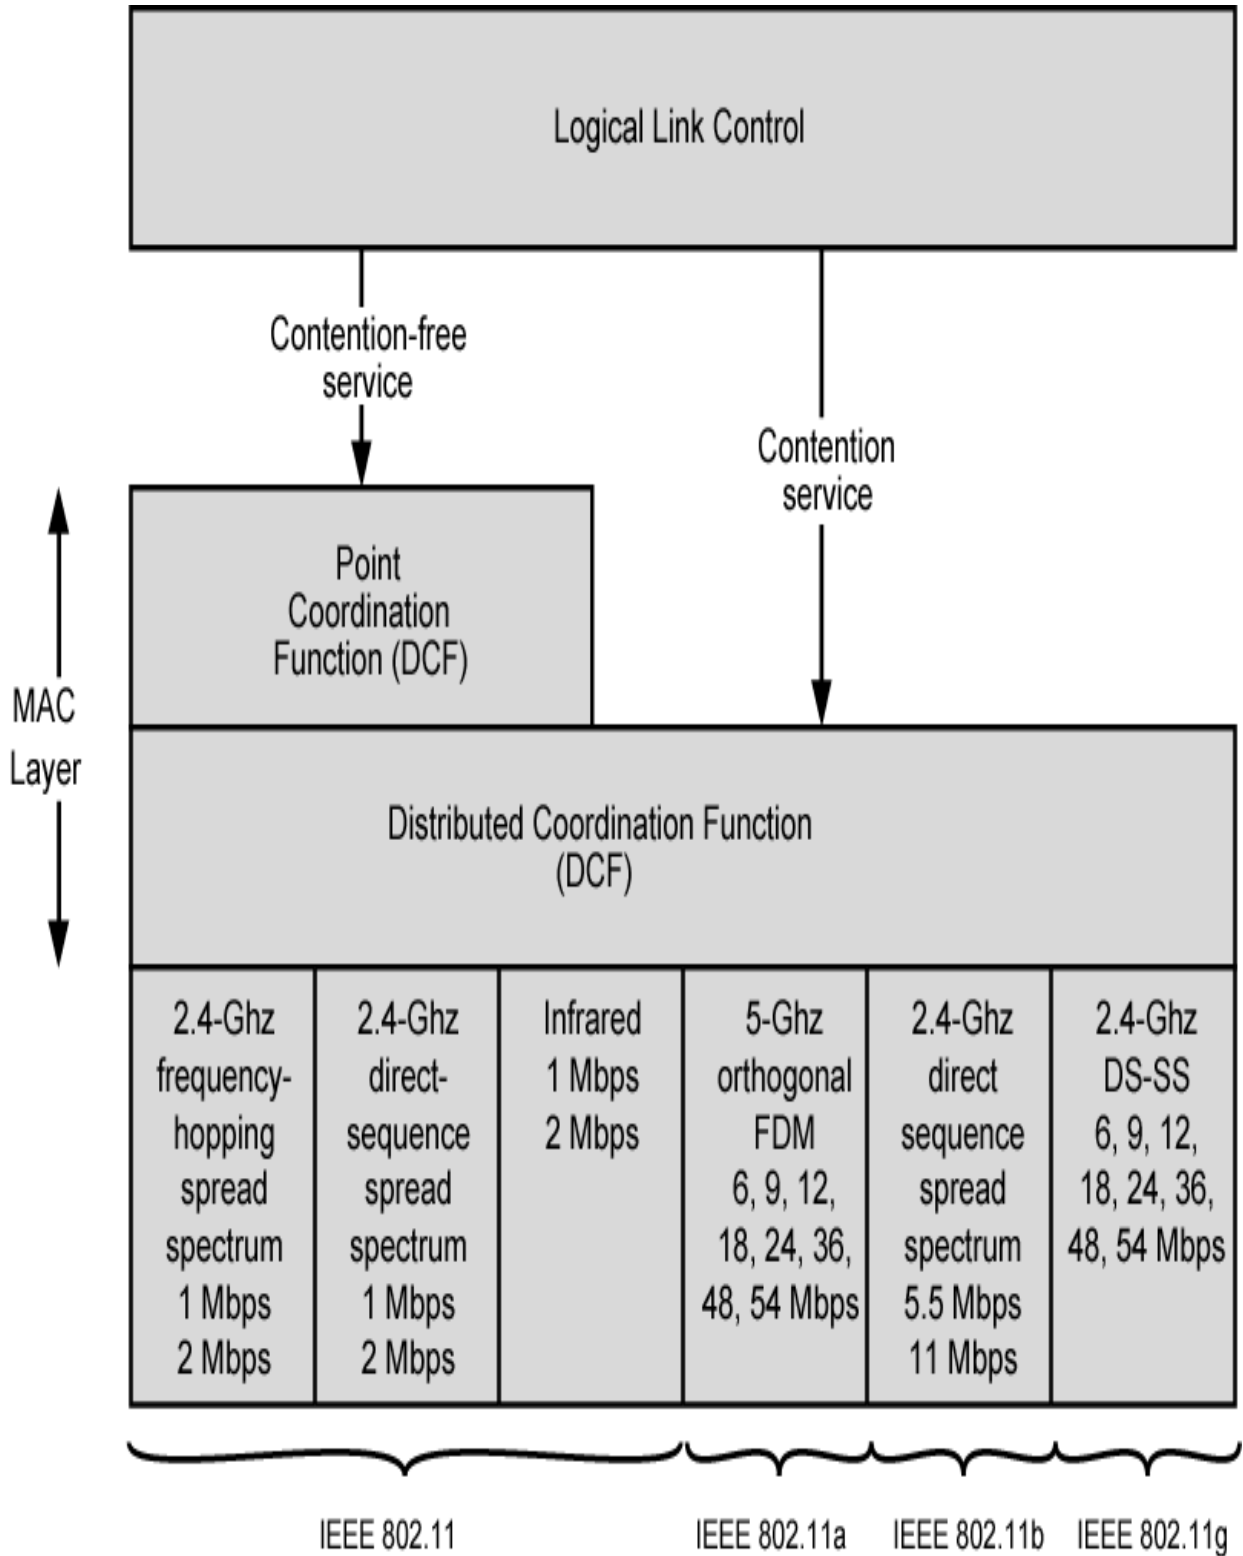 Logical Link Control
Contention-free
service
Contention
service
Point
Coordination
Function (DCF)
MAC
Layer
Distributed Coordination Function
(DCF)
2.4-Ghz
frequency-
hopping
spread
spectrum
1 Mbps
2 Mbps
2.4-Ghz
direct-
sequence
spread
spectrum
1 Mbps
2 Mbps
Infrared
1 Mbps
2 Mbps
5-Ghz
orthogonal
FDM
6, 9, 12,
18, 24, 36,
48, 54 Mbps
2.4-Ghz
direct
sequence
spread
spectrum
5.5 Mbps
11 Mbps
2.4-Ghz
DS-SS
6, 9, 12,
18, 24, 36,
48, 54 Mbps
IEEE 802.11
IEEE 802.11a
IEEE 802.11b
IEEE 802.11g